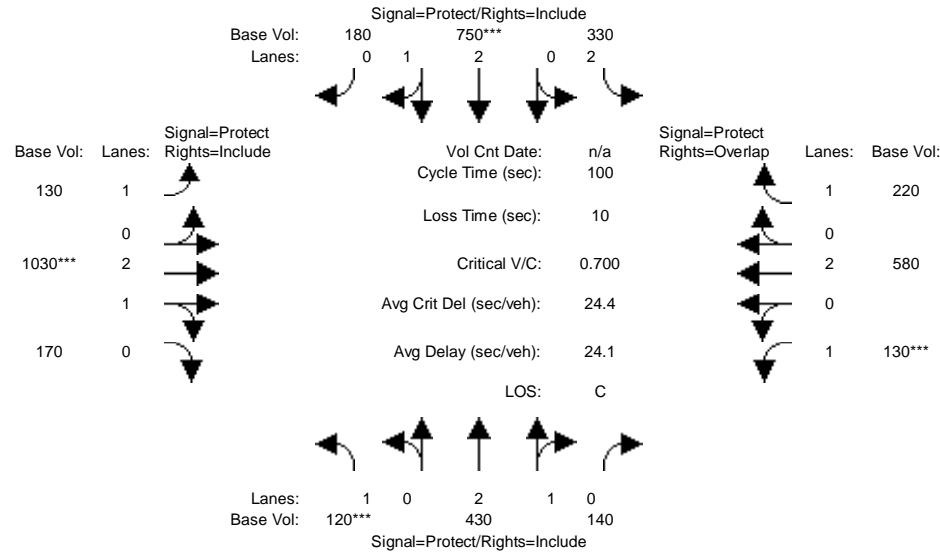 Signal=Protect/Rights=Include
Base Vol: 180 750*** 330
Lanes: 0 1 2 0 2
Signal=Protect Signal=Protect
Base Vol: Lanes: Rights=Include Vol Cnt Date: n/a Rights=Overlap Lanes: Base Vol:
Cycle Time (sec): 100
130 1 1 220
Loss Time (sec): 10
0 0
1030*** 2 Critical V/C: 0.700 2 580
1 Avg Crit Del (sec/veh): 24.4 0
170 0 Avg Delay (sec/veh): 24.1 1 130***
LOS: C
Lanes: 1 0 2 1 0
Base Vol: 120*** 430 140
Signal=Protect/Rights=Include